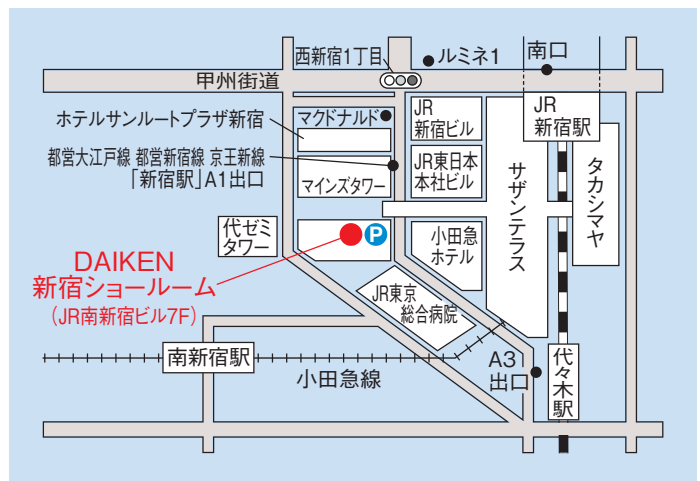 西新宿1丁目
ルミネ1
南口
甲州街道
JR
新宿駅
ホテルサンルートプラザ新宿
マクドナルド
JR
新宿ビル
都営大江戸線 都営新宿線 京王新線
「新宿駅」A1出口
マインズタワー
JR東日本
本社ビル
サザンテラス
タカシマヤ
代ゼミ
タワー
P
小田急
ホテル
DAIKEN
新宿ショールーム
(JR南新宿ビル7F)
JR東京
総合病院
南新宿駅
小田急線
A3
出口
代々木駅